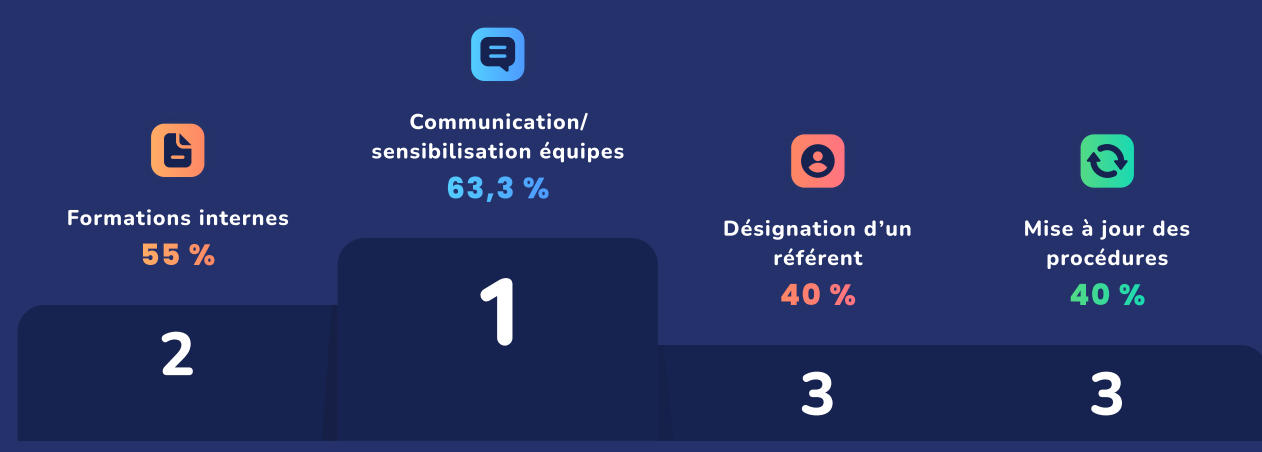 Formations internes
55 %
2
Communication/
sensibilisation équipes
63,3 %
1
Désignation d’un
référent
40 %
3
Mise à jour des
procédures
40 %
3